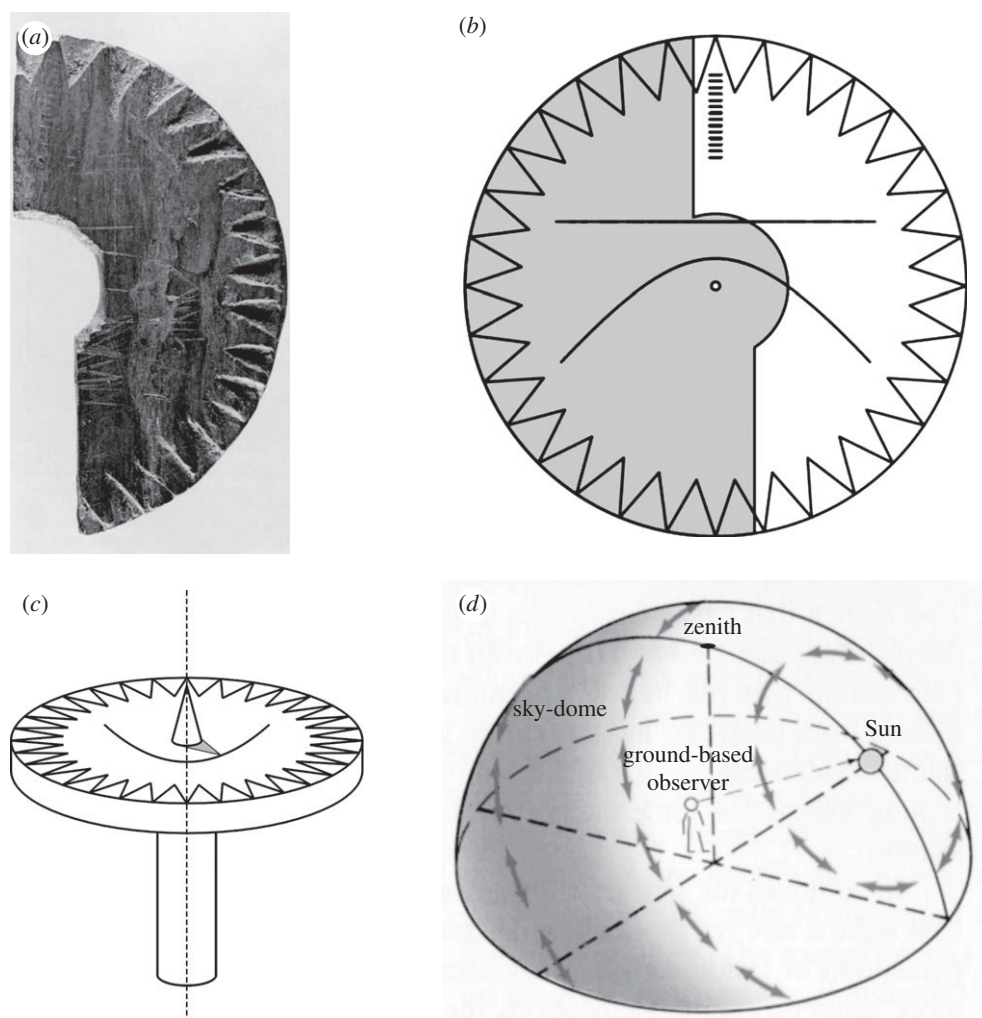 (a)
(b)
(c)
(d)
zenith
sky-dome
Sun
ground-based
observer